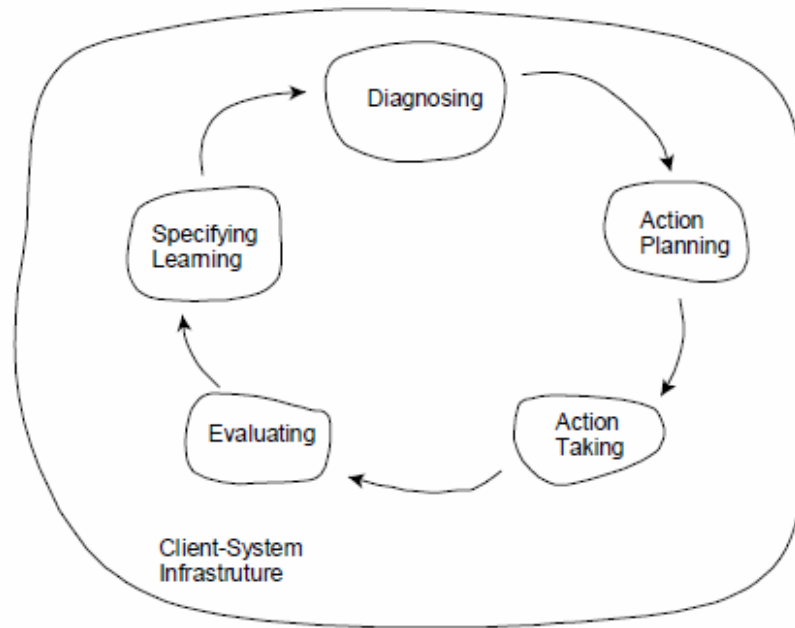 Diagnosing
Action
Planning
Action
Taking
Evaluating
Specifying
Learning
Client-System
Infrastruture